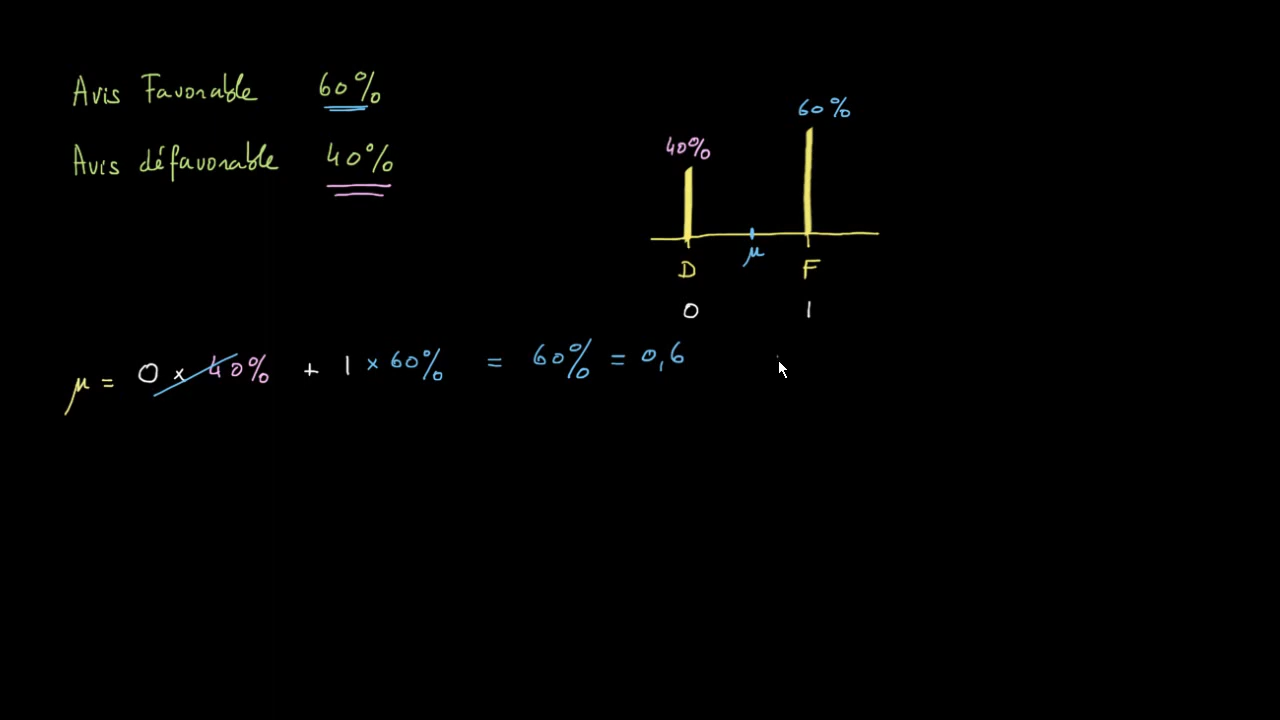 Avis Favorable 60%
Avis défavorable 40%
60%
40%
μ
D F
0 1
μ = 0 × 40% + 1 × 60% = 60% = 0,6